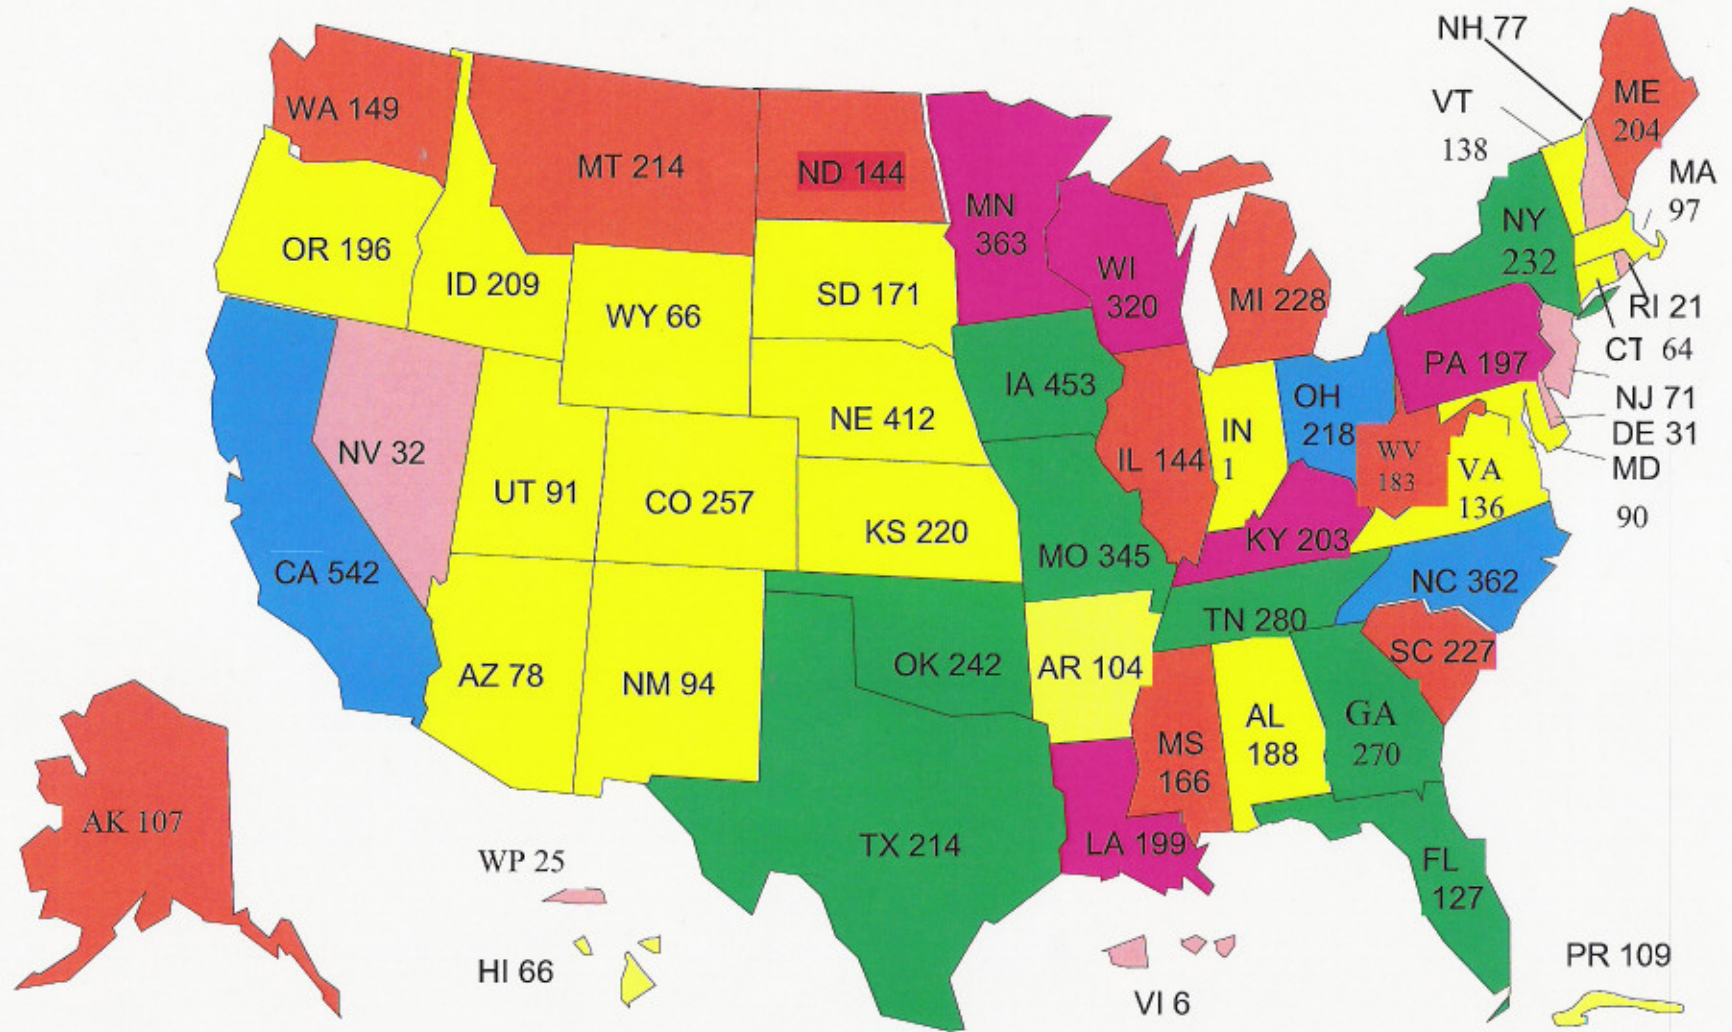 NH 77
VT
138
ME
204
WA 149
MT 214
ND 144
MA
97
MN
363
NY
232
OR 196
ID 209
WI
320
SD 171
MI 228
RI 21
WY 66
CT 64
PA 197
IA 453
NJ 71
OH
218
NE 412
DE 31
IN
1
NV 32
IL 144
WV
183
VA
136
MD
90
UT 91
CO 257
KS 220
KY 203
MO 345
CA 542
NC 362
TN 280
AZ 78
NM 94
OK 242
AR 104
SC 227
AL
188
GA
270
MS
166
AK 107
TX 214
LA 199
FL
127
WP 25
HI 66
VI 6
PR 109